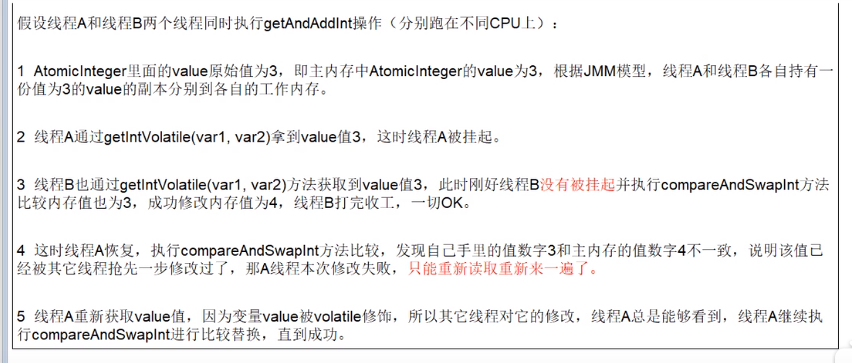 假设线程A和线程B两个线程同时执行getAndAddInt操作（分别跑在不同CPU上）：
1 AtomicInteger里面的value原始值为3，即主内存中AtomicInteger的value为3，根据JMM模型，线程A和线程B各自持有一
份值为3的value的副本分别到各自的工作内存。
2 线程A通过getIntVolatile(var1, var2)拿到value值3，这时线程A被挂起。
3 线程B也通过getIntVolatile(var1, var2)方法获取到value值3，此时刚好线程B没有被挂起并执行compareAndSwapInt方法
比较内存值也为3，成功修改内存值为4，线程B打完收工，一切OK。
4 这时线程A恢复，执行compareAndSwapInt方法比较，发现自己手里的值数字3和主内存的值数字4不一致，说明该值已
经被其它线程抢先一步修改过了，那A线程本次修改失败，只能重新读取重新来一遍了。
5 线程A重新获取value值，因为变量value被volatile修饰，所以其它线程对它的修改，线程A总是能够看到，线程A继续执
行compareAndSwapInt进行比较替换，直到成功。